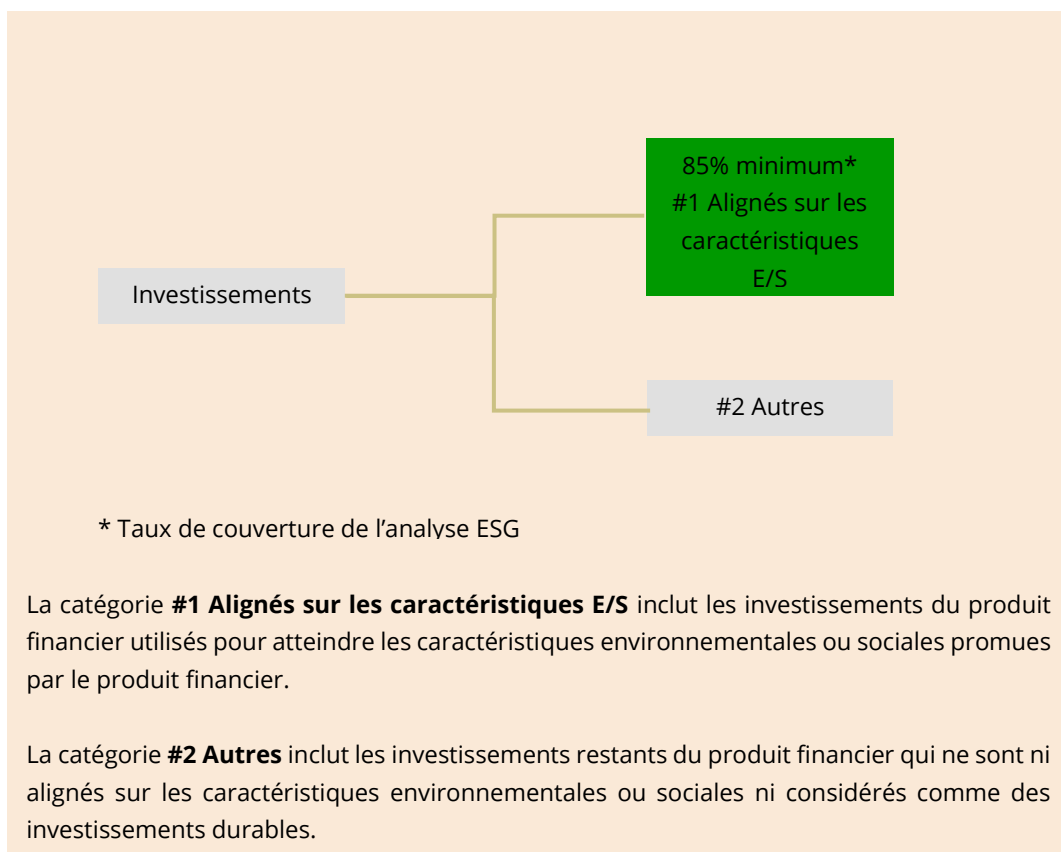 85% minimum*
#1 Alignés sur les
caractéristiques
E/S
Investissements
#2 Autres
* Taux de couverture de l’analyse ESG
La catégorie #1 Alignés sur les caractéristiques E/S inclut les investissements du produit
financier utilisés pour atteindre les caractéristiques environnementales ou sociales promues
par le produit financier.
La catégorie #2 Autres inclut les investissements restants du produit financier qui ne sont ni
alignés sur les caractéristiques environnementales ou sociales ni considérés comme des
investissements durables.